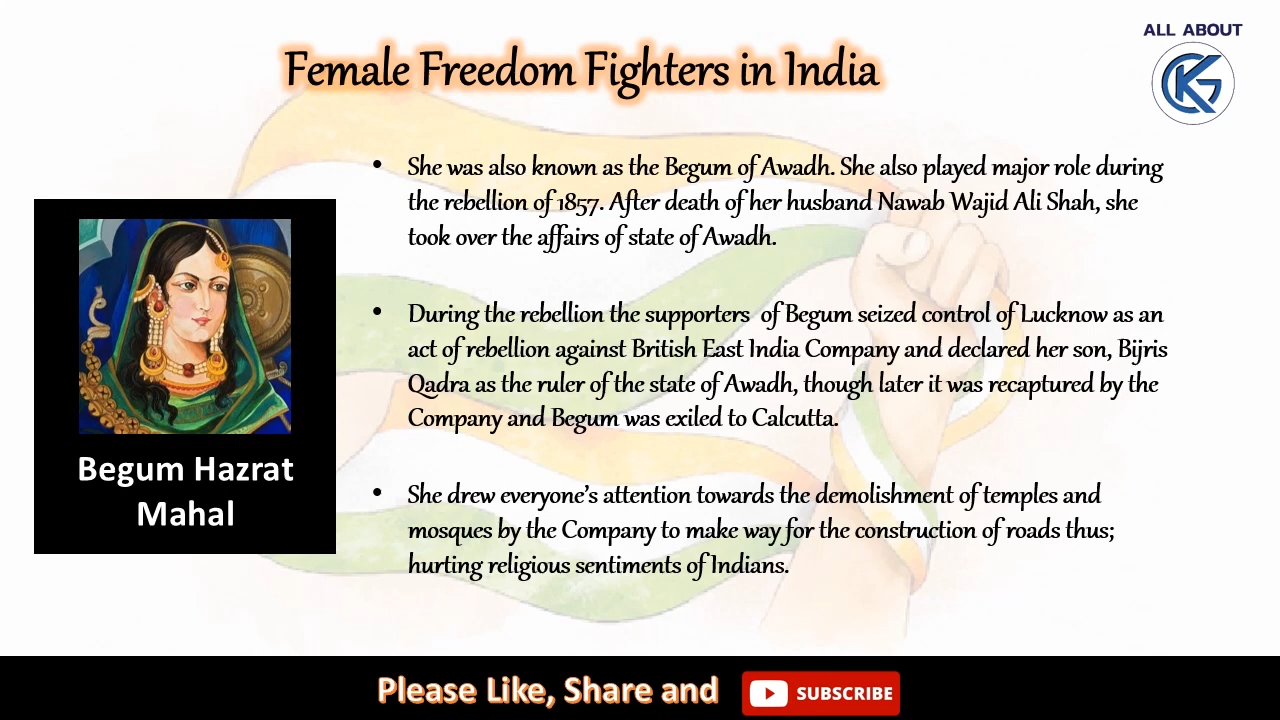 Female Freedom Fighters in India
ALL ABOUT
GK
• She was also known as the Begum of Awadh. She also played major role during
the rebellion of 1857. After death of her husband Nawab Wajid Ali Shah, she
took over the affairs of state of Awadh.
• During the rebellion the supporters of Begum seized control of Lucknow as an
act of rebellion against British East India Company and declared her son, Bijris
Qadra as the ruler of the state of Awadh, though later it was recaptured by the
Company and Begum was exiled to Calcutta.
• She drew everyone's attention towards the demolishment of temples and
mosques by the Company to make way for the construction of roads thus;
hurting religious sentiments of Indians.
Begum Hazrat
Mahal
Please Like, Share and
SUBSCRIBE